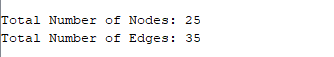 Total Number of Nodes: 25
Total Number of Edges: 35